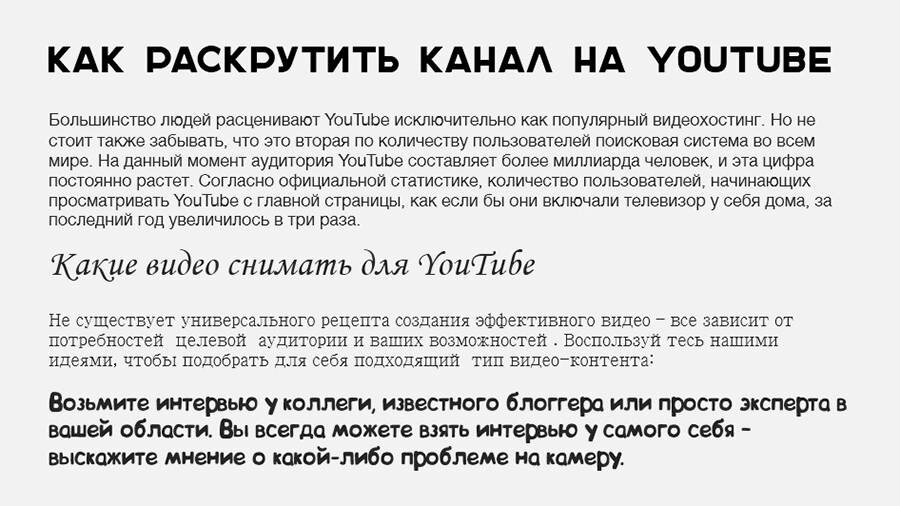 КАК РАСКРУТИТЬ КАНАЛ НА YOUTUBE
Большинство людей расценивают YouTube исключительно как популярный видеохостинг. Но не
стоит также забывать, что это вторая по количеству пользователей поисковая система во всем
мире. На данный момент аудитория YouTube составляет более миллиарда человек, и эта цифра
постоянно растет. Согласно официальной статистике, количество пользователей, начинающих
просматривать YouTube с главной страницы, как если бы они включали телевизор у себя дома, за
последний год увеличилось в три раза.
Какие видео снимать для YouTube
Не существует универсального рецепта создания эффективного видео – все зависит от
потребностей целевой аудитории и ваших возможностей . Воспользуй тесь нашими
идеями, чтобы подобрать для себя подходящий тип видео-контента:
Возьмите интервью у коллеги, известного блоггера или просто эксперта в
вашей области. Вы всегда можете взять интервью у самого себя –
выскажите мнение о какой-либо проблеме на камеру.